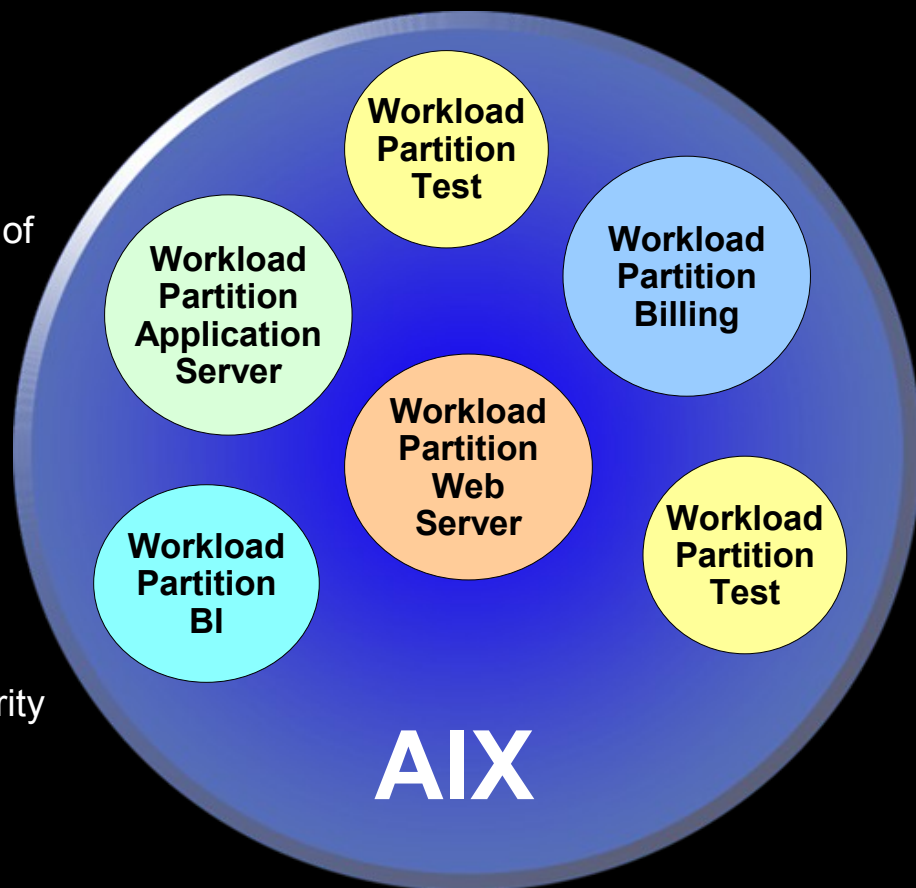 of
rity
Workload
Partition
Test
Workload
Partition
Billing
Workload
Partition
Application
Server
Workload
Partition
Web
Server
Workload
Partition
BI
Workload
Partition
Test
AIX